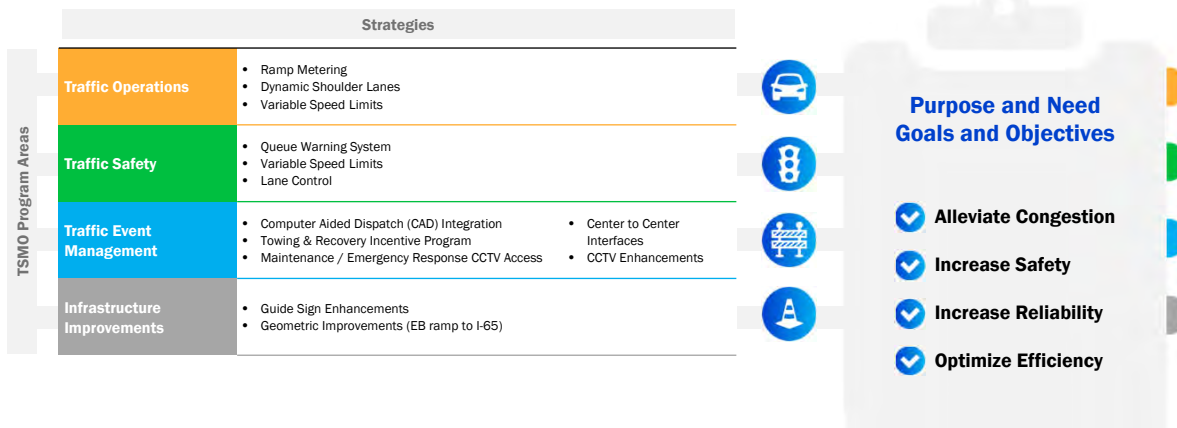 Strategies
TSMO Program Areas
Traffic Operations
• Ramp Metering
• Dynamic Shoulder Lanes
• Variable Speed Limits
Traffic Safety
• Queue Warning System
• Variable Speed Limits
• Lane Control
Traffic Event
Management
• Computer Aided Dispatch (CAD) Integration
• Towing & Recovery Incentive Program
• Maintenance / Emergency Response CCTV Access
• Center to Center
Interfaces
• CCTV Enhancements
Infrastructure
Improvements
• Guide Sign Enhancements
• Geometric Improvements (EB ramp to I-65)
Purpose and Need
Goals and Objectives
Alleviate Congestion
Increase Safety
Increase Reliability
Optimize Efficiency